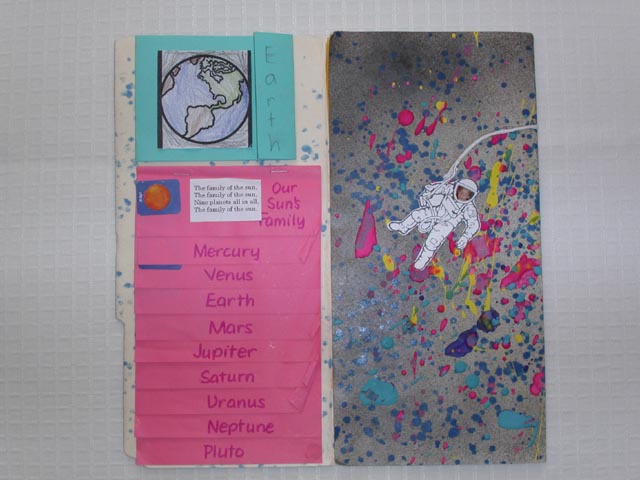 Earth
The family of the sun,
The family of the sun,
Nine planets all in all,
The family of the sun.
Our
Sun's
Family
Mercury
Venus
Earth
Mars
Jupiter
Saturn
Uranus
Neptune
Pluto